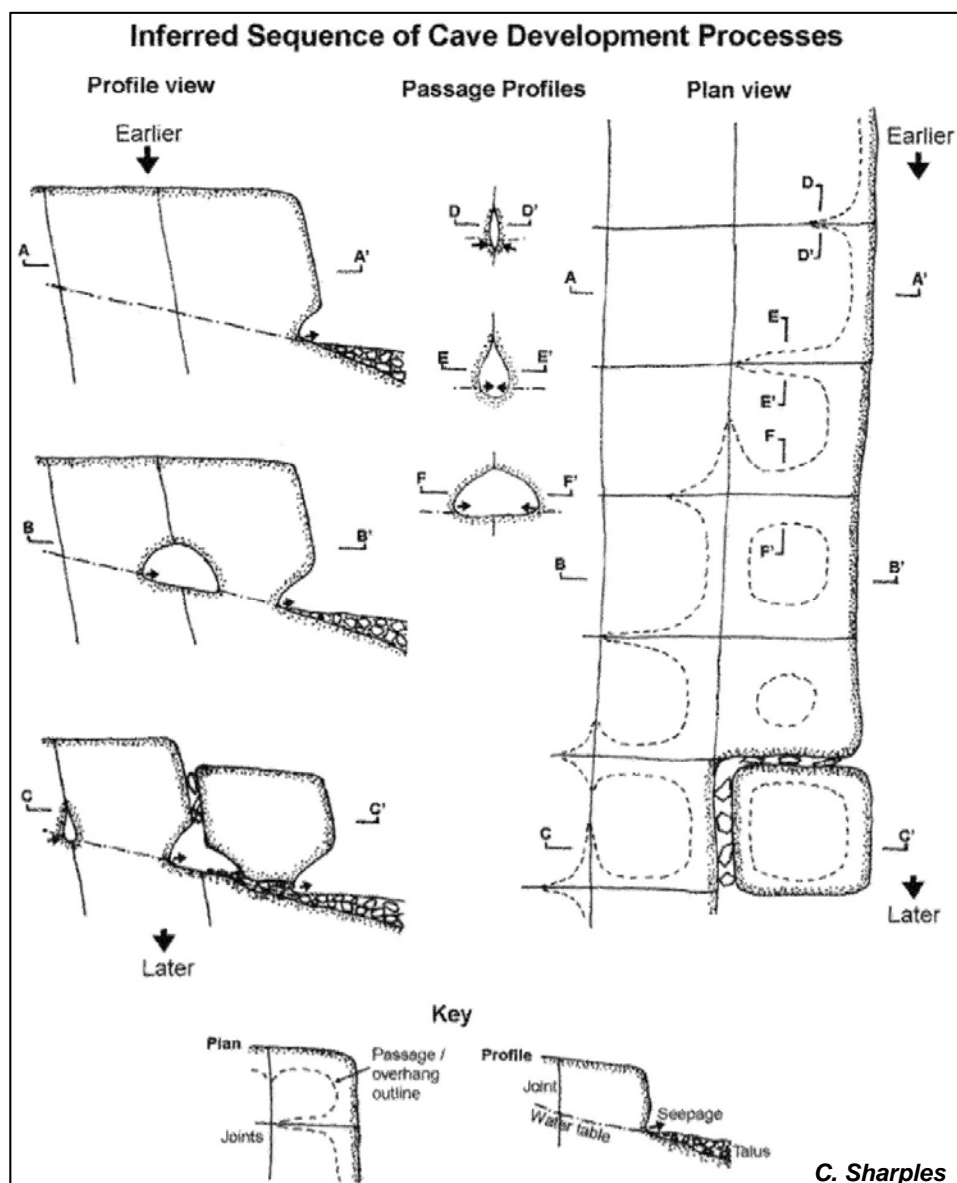 Inferred Sequence of Cave Development Processes
Profile view
Passage Profiles
Plan view
Earlier
Earlier
D D'
A A'
E E'
F F'
B B'
C C'
Later
D
D'
A A'
E
E'
F
F'
B B'
C C'
Later
Key
Plan
Passage /
overhang
outline
Joints
Profile
Joint
Water table
Seepage
Talus
C. Sharples